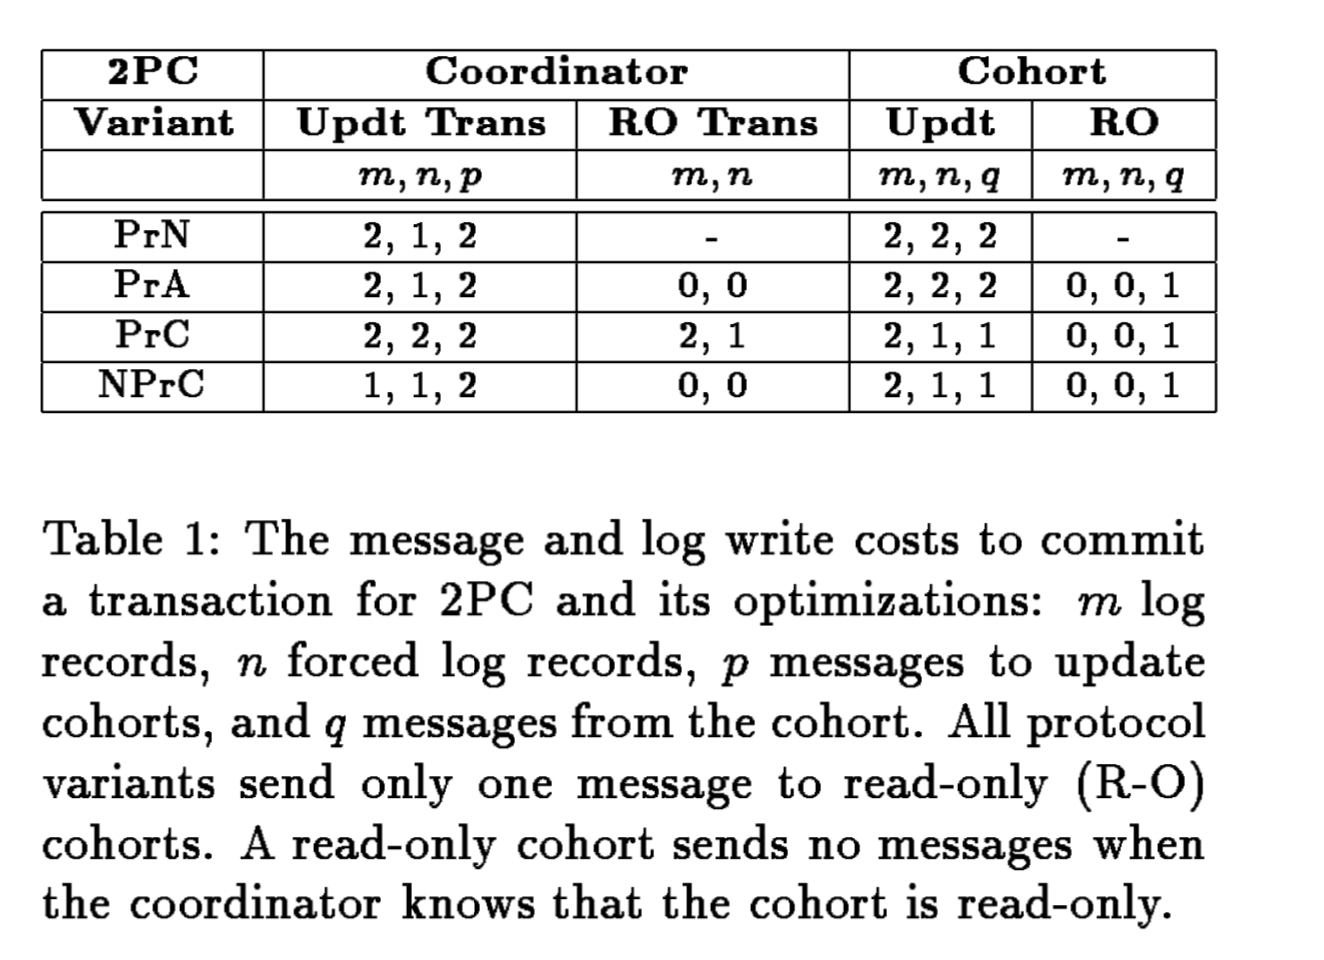 2PC Coordinator Cohort
Variant Updt Trans RO Trans Updt RO
m, n, p m, n m, n, q m, n, q
PrN 2, 1, 2 - 2, 2, 2 -
PrA 2, 1, 2 0, 0 2, 2, 2 0, 0, 1
PrC 2, 2, 2 2, 1 2, 1, 1 0, 0, 1
NPrC 1, 1, 2 0, 0 2, 1, 1 0, 0, 1
Table 1: The message and log write costs to commit
a transaction for 2PC and its optimizations: m log
records, n forced log records, p messages to update
cohorts, and q messages from the cohort. All protocol
variants send only one message to read-only (R-O)
cohorts. A read-only cohort sends no messages when
the coordinator knows that the cohort is read-only.